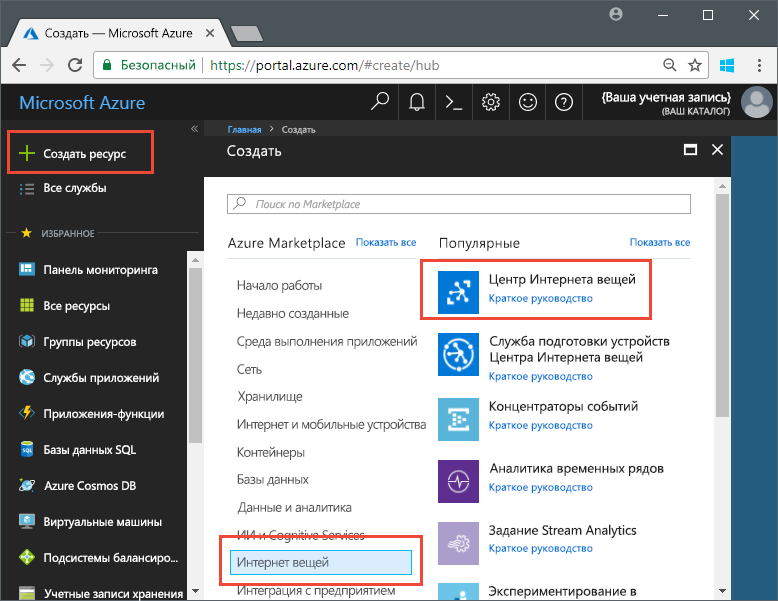 Создать — Microsoft Azure
Безопасный
https://portal.azure.com/#create/hub
Microsoft Azure
{Ваша учетная запись}
{ВАШ КАТАЛОГ}
Создать ресурс
Все службы
ИЗБРАННОЕ
Панель мониторинга
Все ресурсы
Группы ресурсов
Службы приложений
Приложения-функции
Базы данных SQL
Azure Cosmos DB
Виртуальные машины
Подсистемы балансиро...
Учетные записи хранения
Главная > Создать
Создать
Поиск по Marketplace
Azure Marketplace Показать все
Начало работы
Недавно созданные
Среда выполнения приложений
Сеть
Хранилище
Интернет и мобильные устройства
Контейнеры
Базы данных
Данные и аналитика
ИИ и Cognitive Services
Интернет вещей
Интеграция с предприятием
Популярные Показать все
Центр Интернета вещей
Краткое руководство
Служба подготовки устройств
Центра Интернета вещей
Краткое руководство
Концентраторы событий
Краткое руководство
Аналитика временных рядов
Краткое руководство
Задание Stream Analytics
Краткое руководство
Экспериментирование в